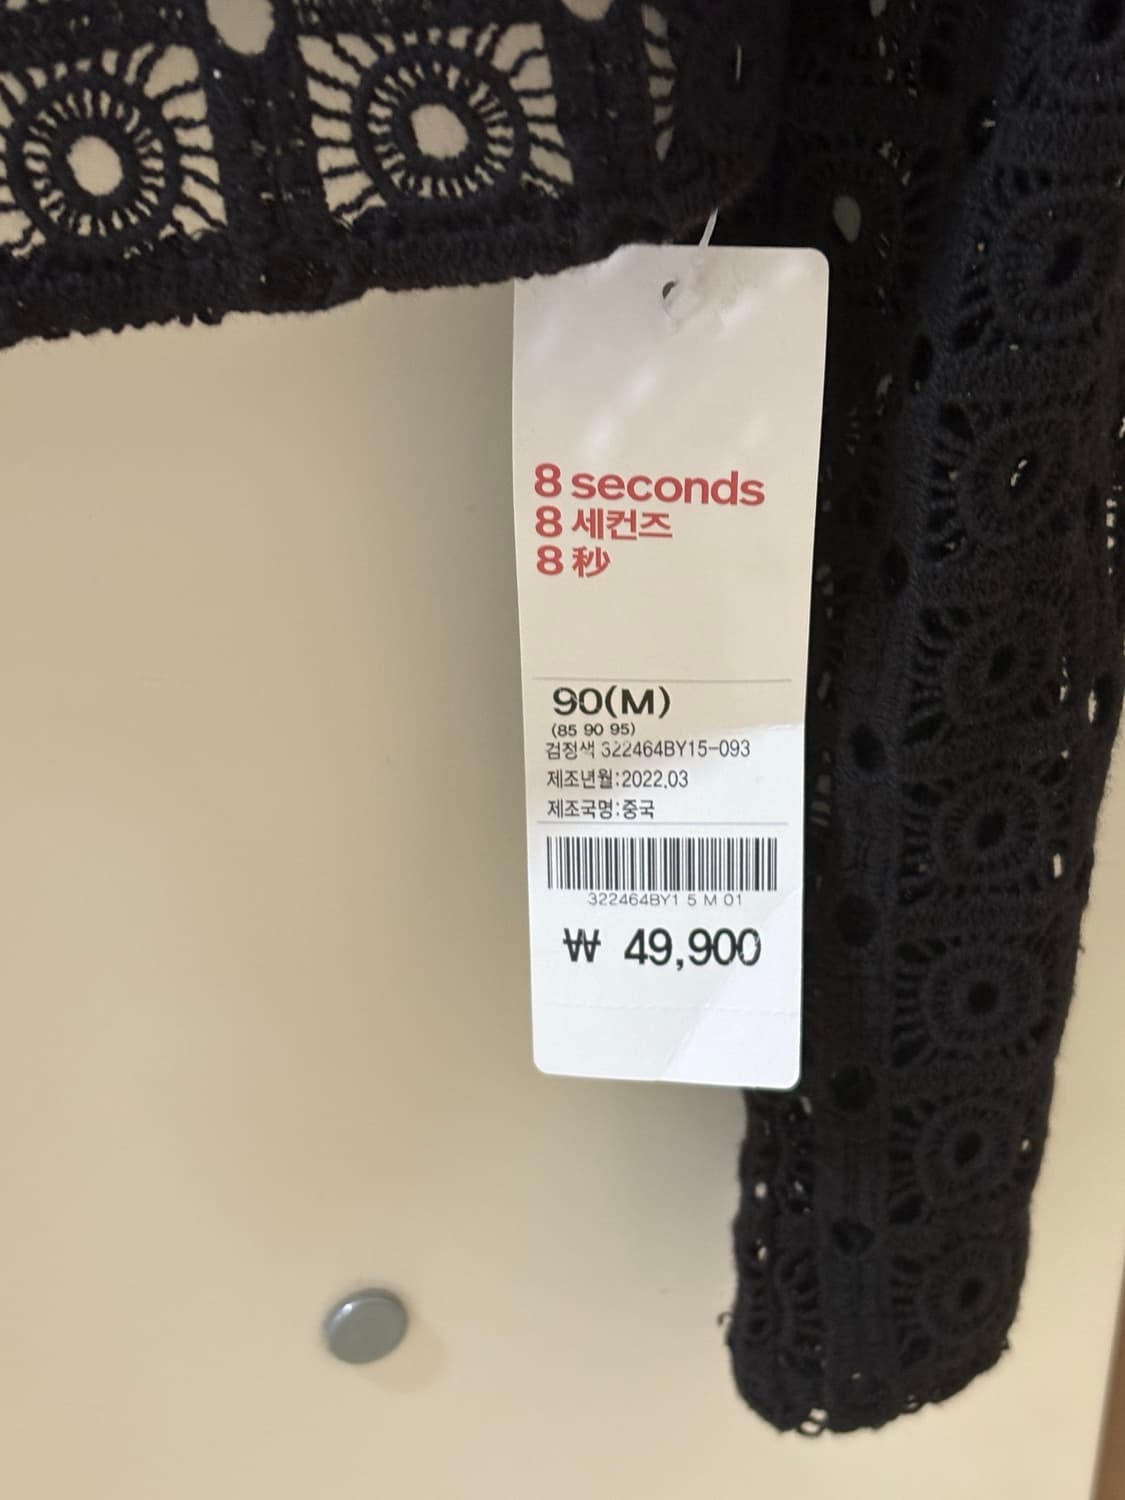 8 seconds
8 세컨즈
8 秒
90(M)
(85 90 95)
검정색 322464BY15-093
제조년월:2022.03
제조국명:중국
322464BY1 5 M 01
₩ 49,900